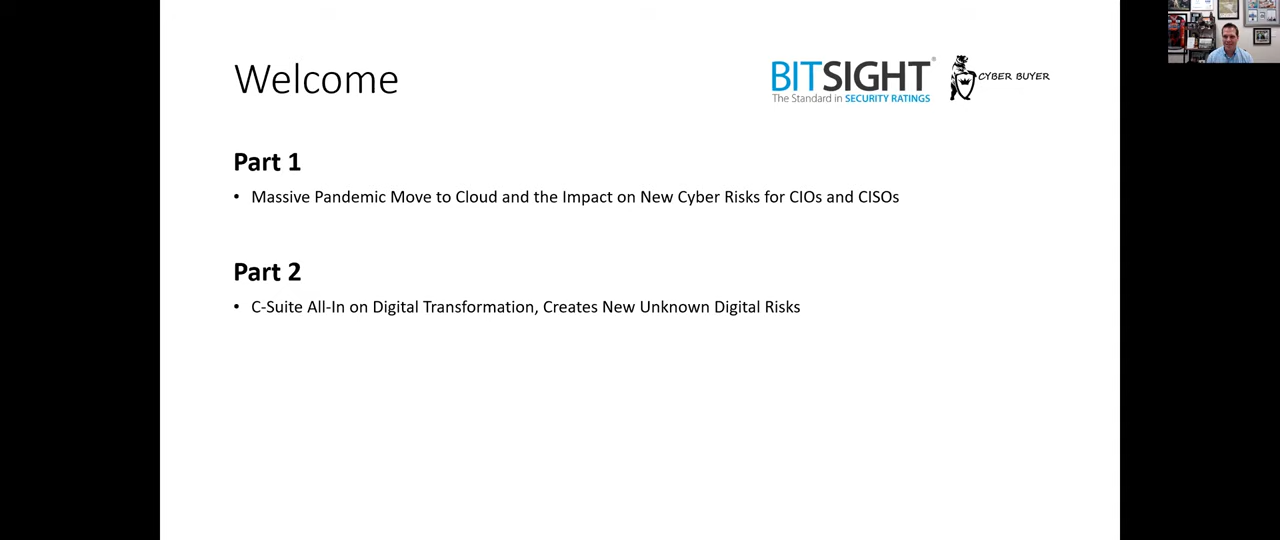 Welcome
BITSIGHT®
The Standard in SECURITY RATINGS
CYBER BUYER
Part 1
• Massive Pandemic Move to Cloud and the Impact on New Cyber Risks for CIOs and CISOs
Part 2
• C-Suite All-In on Digital Transformation, Creates New Unknown Digital Risks